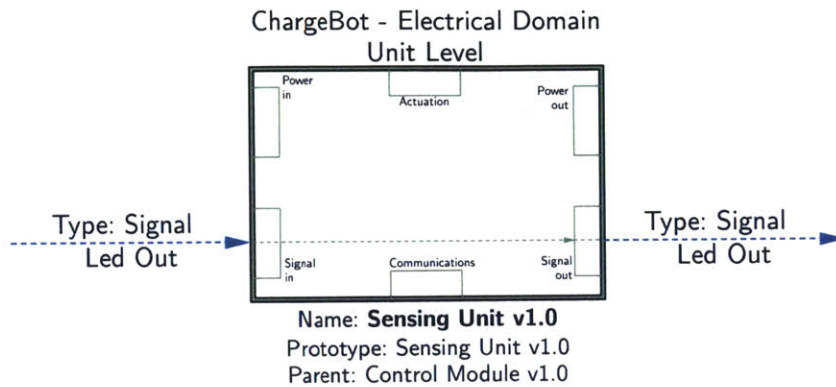 ChargeBot - Electrical Domain
Unit Level
Power
in
Actuation
Power
out
Type: Signal
Led Out
Type: Signal
Led Out
Signal
in
Communications
Signal
out
Name: Sensing Unit v1.0
Prototype: Sensing Unit v1.0
Parent: Control Module v1.0